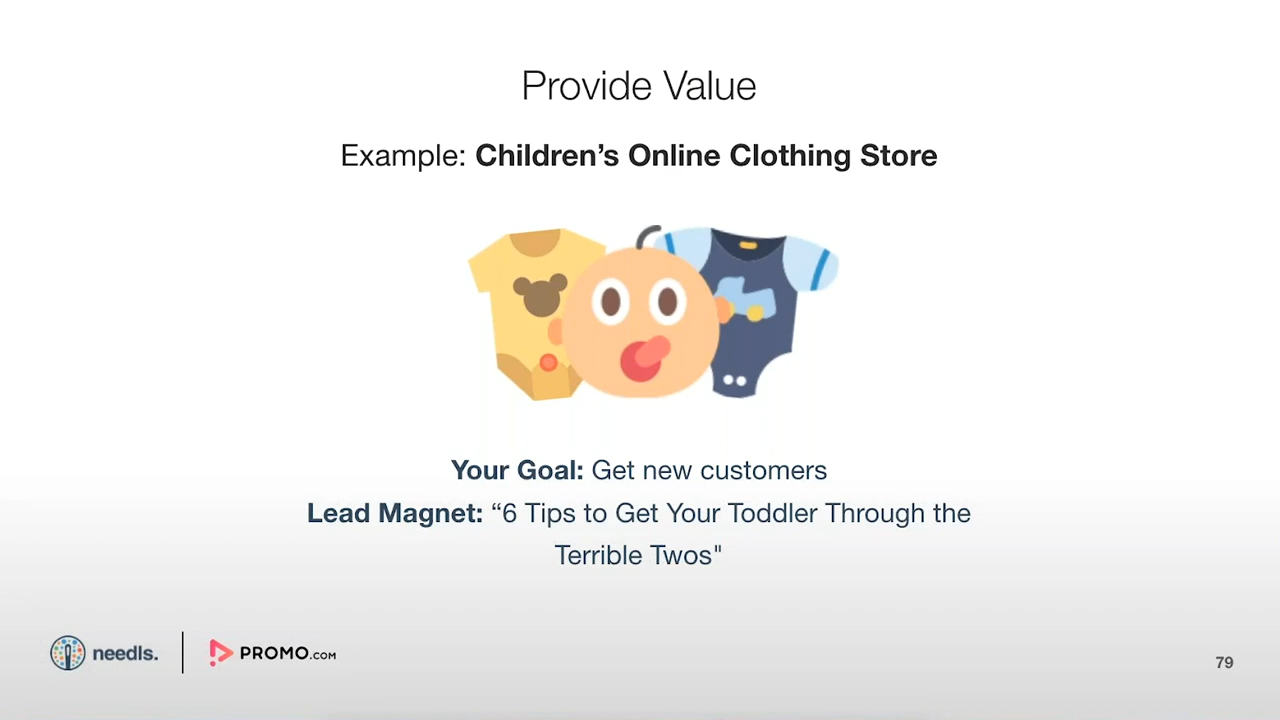 Provide Value
Example: Children’s Online Clothing Store
Your Goal: Get new customers
Lead Magnet: “6 Tips to Get Your Toddler Through the
Terrible Twos"
needls.
PROMO.COM
79